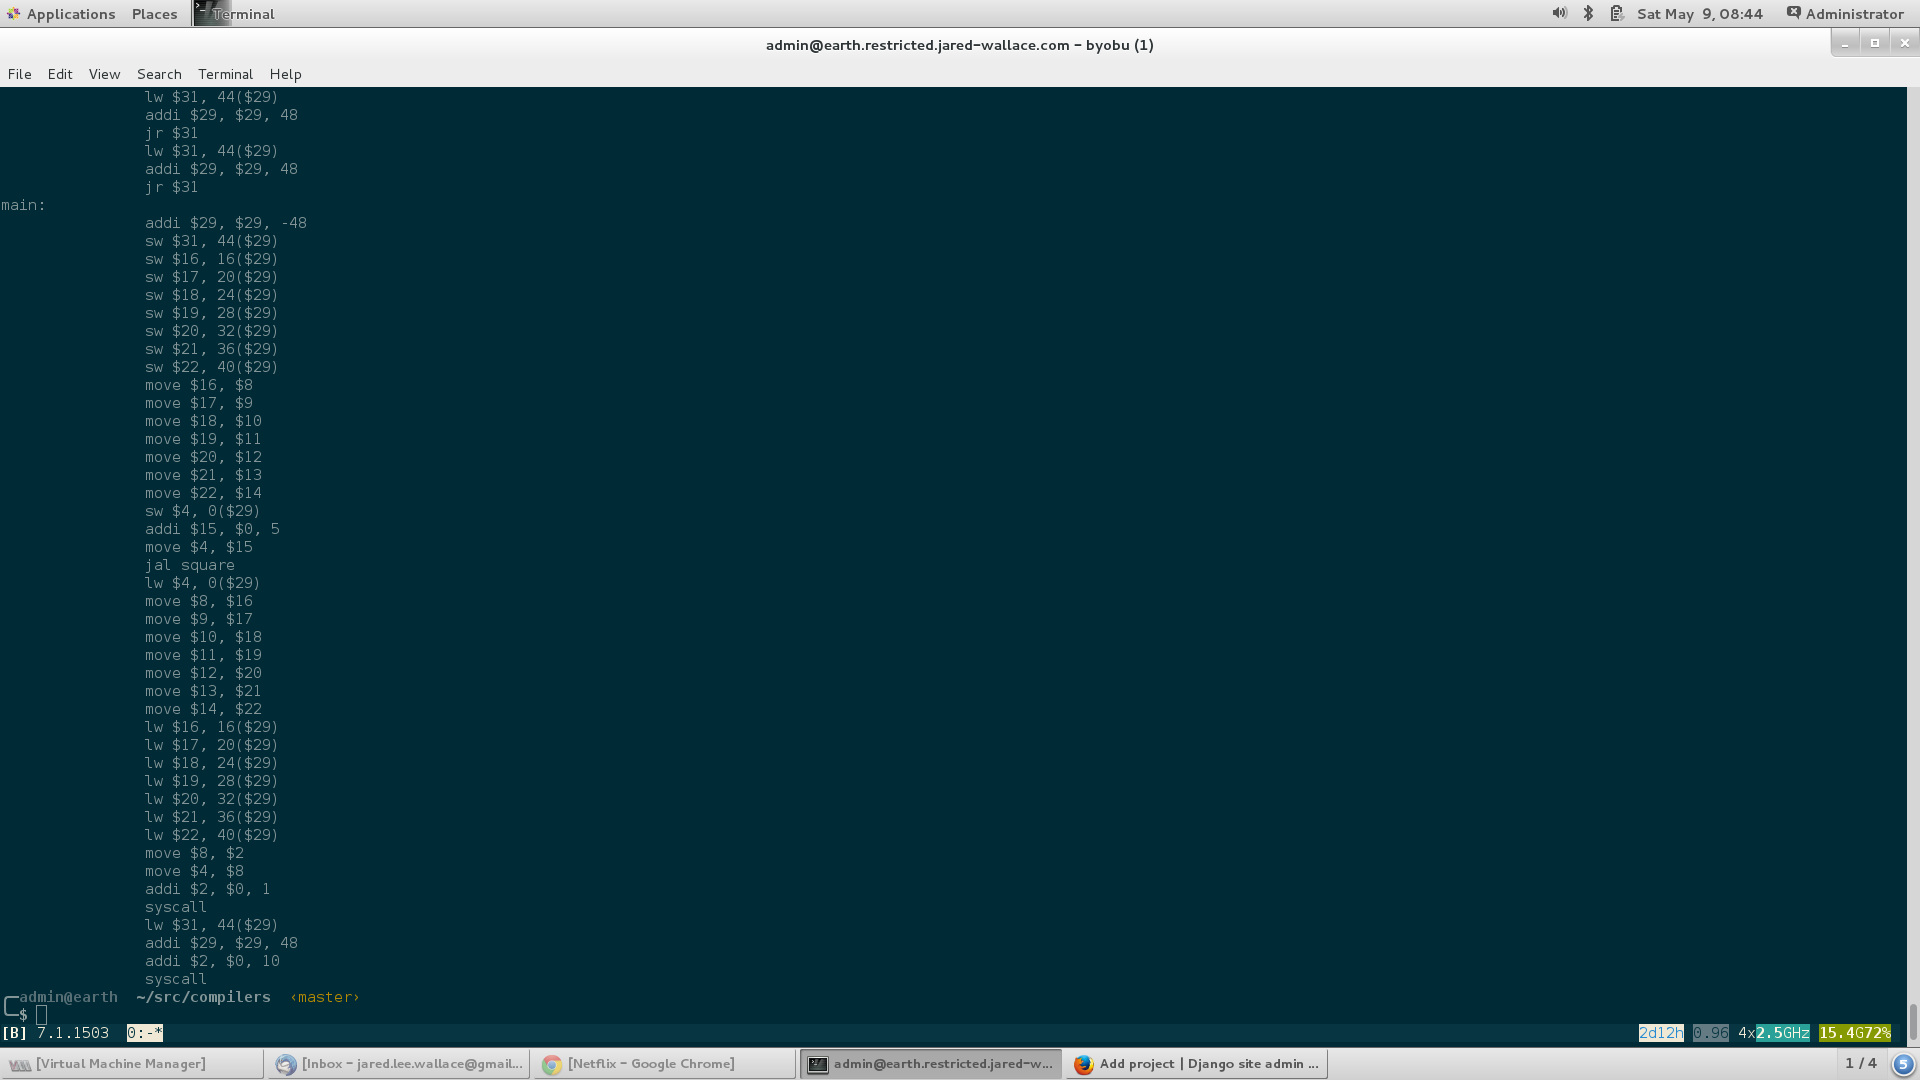 Applications Places Terminal Sat May 9, 08:44 Administrator
admin@earth.restricted.jared-wallace.com - byobu (1)
File Edit View Search Terminal Help
lw $31, 44($29)
addi $29, $29, 48
jr $31
lw $31, 44($29)
addi $29, $29, 48
jr $31
main:
addi $29, $29, -48
sw $31, 44($29)
sw $16, 16($29)
sw $17, 20($29)
sw $18, 24($29)
sw $19, 28($29)
sw $20, 32($29)
sw $21, 36($29)
sw $22, 40($29)
move $16, $8
move $17, $9
move $18, $10
move $19, $11
move $20, $12
move $21, $13
move $22, $14
sw $4, 0($29)
addi $15, $0, 5
move $4, $15
jal square
lw $4, 0($29)
move $8, $16
move $9, $17
move $10, $18
move $11, $19
move $12, $20
move $13, $21
move $14, $22
lw $16, 16($29)
lw $17, 20($29)
lw $18, 24($29)
lw $19, 28($29)
lw $20, 32($29)
lw $21, 36($29)
lw $22, 40($29)
move $8, $2
move $4, $8
addi $2, $0, 1
syscall
lw $31, 44($29)
addi $29, $29, 48
addi $2, $0, 10
syscall
admin@earth ~/src/compilers ‹master›
$
[B] 7.1.1503 0:-* 2d12h 0.96 4x2.5GHz 15.4G72%
[Virtual Machine Manager] [Inbox - jared.lee.wallace@gmail... [Netflix - Google Chrome] admin@earth.restricted.jared-w... Add project | Django site admin ... 1 / 4 5